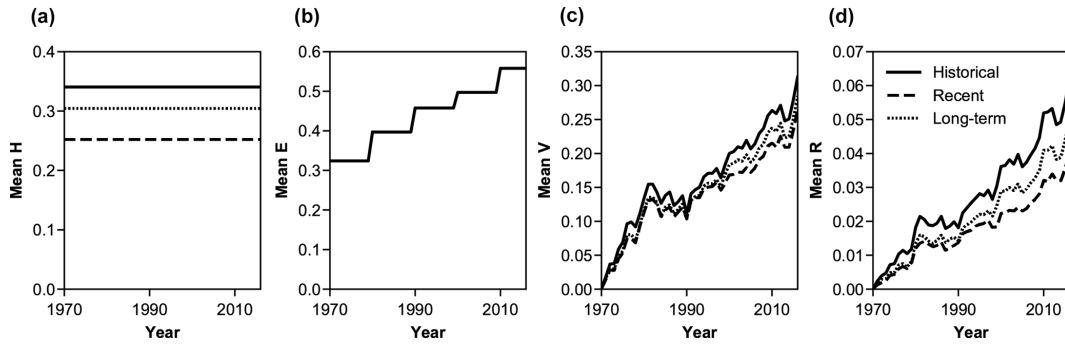 (a)
0.4
0.3
0.2
0.1
0.0
Mean H
1970
1990
2010
Year
(b)
0.6
0.5
0.4
0.3
0.2
0.1
0.0
Mean E
1970
1990
2010
Year
(c)
0.35
0.30
0.25
0.20
0.15
0.10
0.05
0.00
Mean V
1970
1990
2010
Year
(d)
0.07
0.06
0.05
0.04
0.03
0.02
0.01
0.00
Mean R
Historical
Recent
Long-term
1970
1990
2010
Year